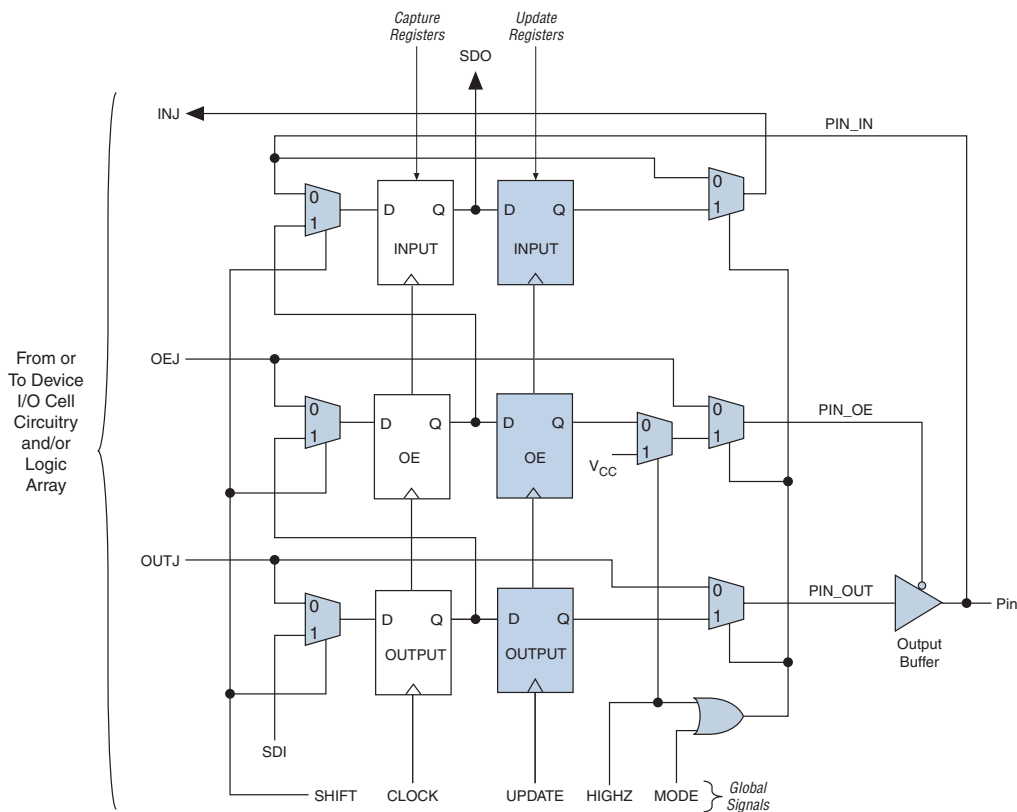 Capture
Registers
Update
Registers
SDO
INJ
PIN_IN
0
1
D Q
INPUT
D Q
INPUT
0
1
From or
To Device
I/O Cell
Circuitry
and/or
Logic
Array
OEJ
0
1
D Q
OE
D Q
OE
0
1
VCC
0
1
PIN_OE
OUTJ
0
1
D Q
OUTPUT
D Q
OUTPUT
0
1
PIN_OUT
Pin
Output
Buffer
SDI
SHIFT
CLOCK
UPDATE
HIGHZ
MODE
Global
Signals